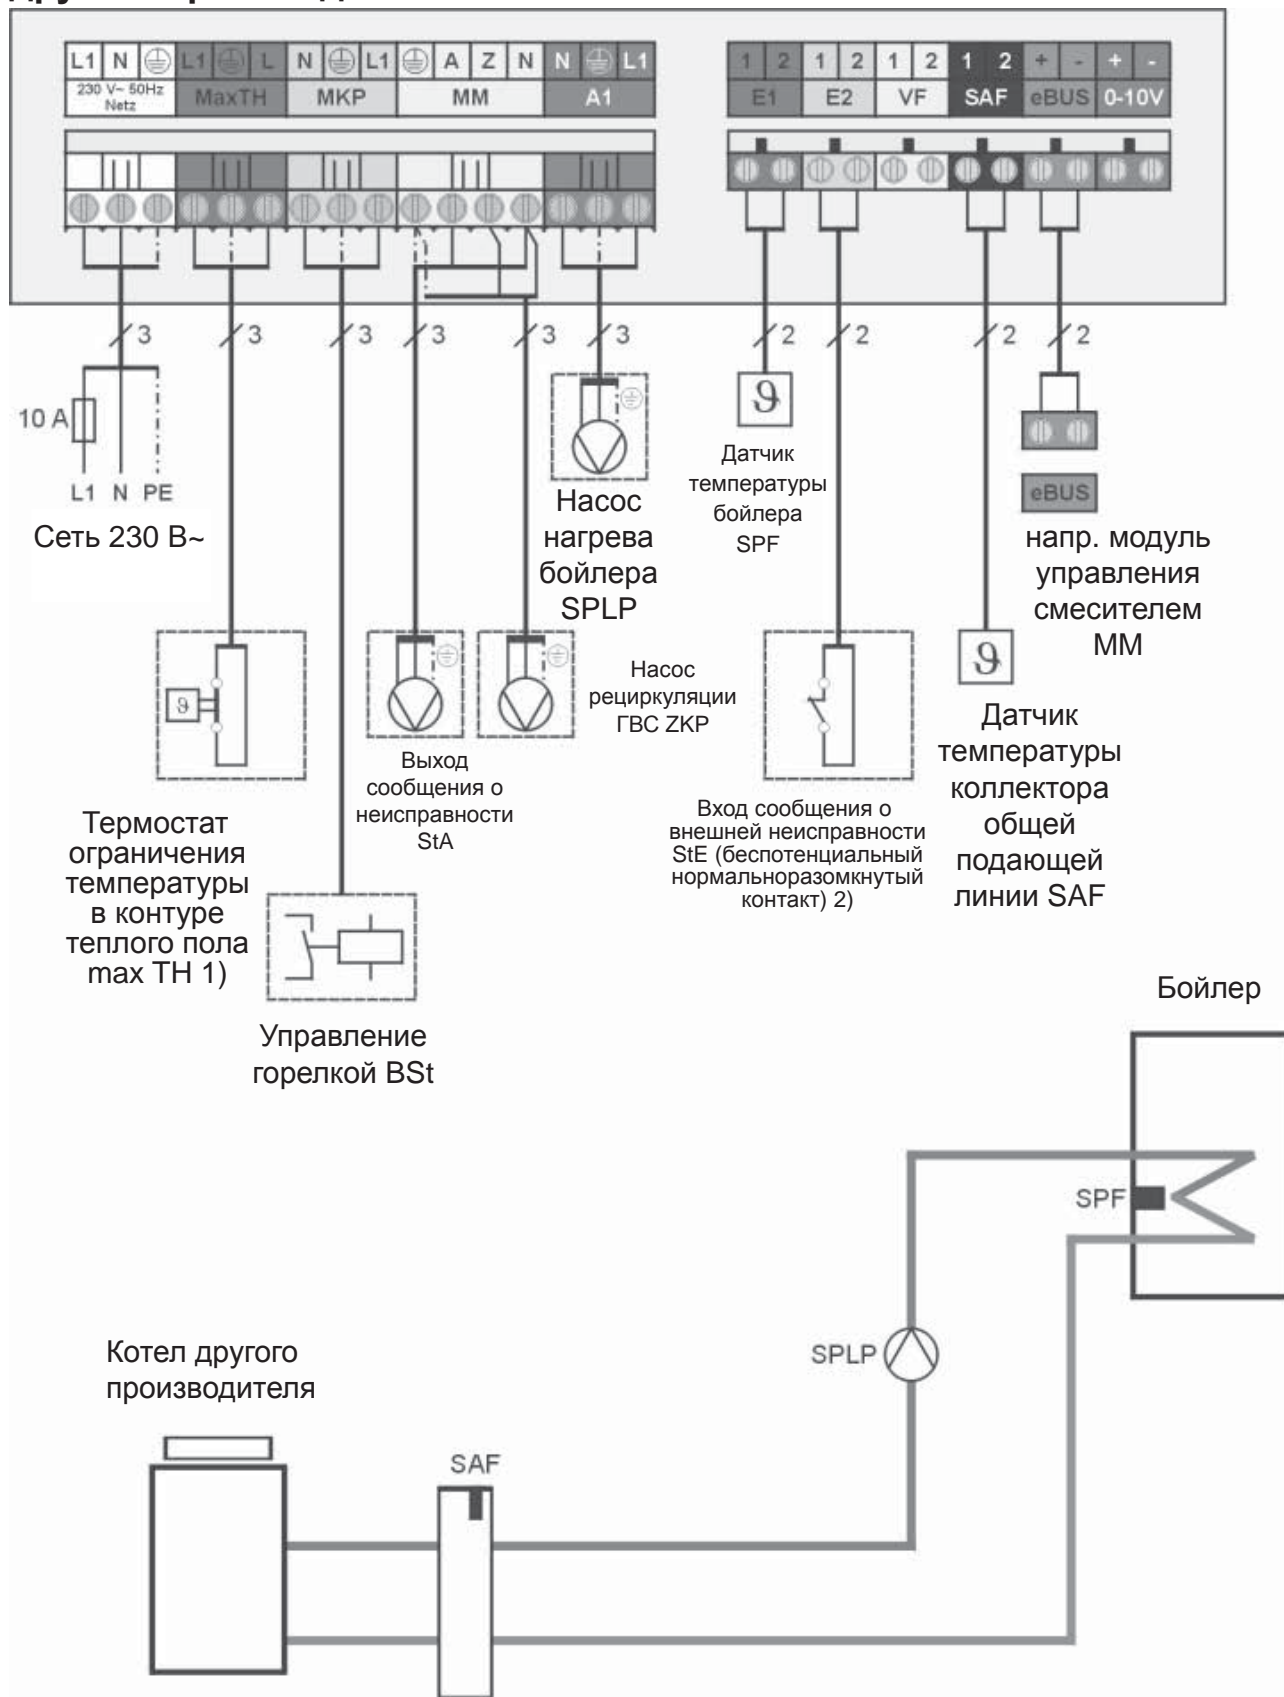 L1 N L1 L N L1 A Z N N L1
230 V~ 50Hz
Netz
MaxTH MKP MM A1
1 2 1 2 1 2 1 2 + - + -
E1 E2 VF SAF eBUS 0-10V
3 3 3 3 3 3 2 2 2 2
10 A
L1 N PE
Сеть 230 В~
Насос
нагрева
бойлера
SPLP
ϑ
Датчик
температуры
бойлера
SPF
eBUS
напр. модуль
управления
смесителем
ММ
ϑ
Термостат
ограничения
температуры
в контуре
теплого пола
max TH 1)
Управление
горелкой BSt
Выход
сообщения о
неисправности
StA
Насос
рециркуляции
ГВС ZKP
Вход сообщения о
внешней неисправности
StE (беспотенциальный
нормальноразомкнутый
контакт) 2)
ϑ
Датчик
температуры
коллектора
общей
подающей
линии SAF
Бойлер
SPF
SPLP
Котел другого
производителя
SAF